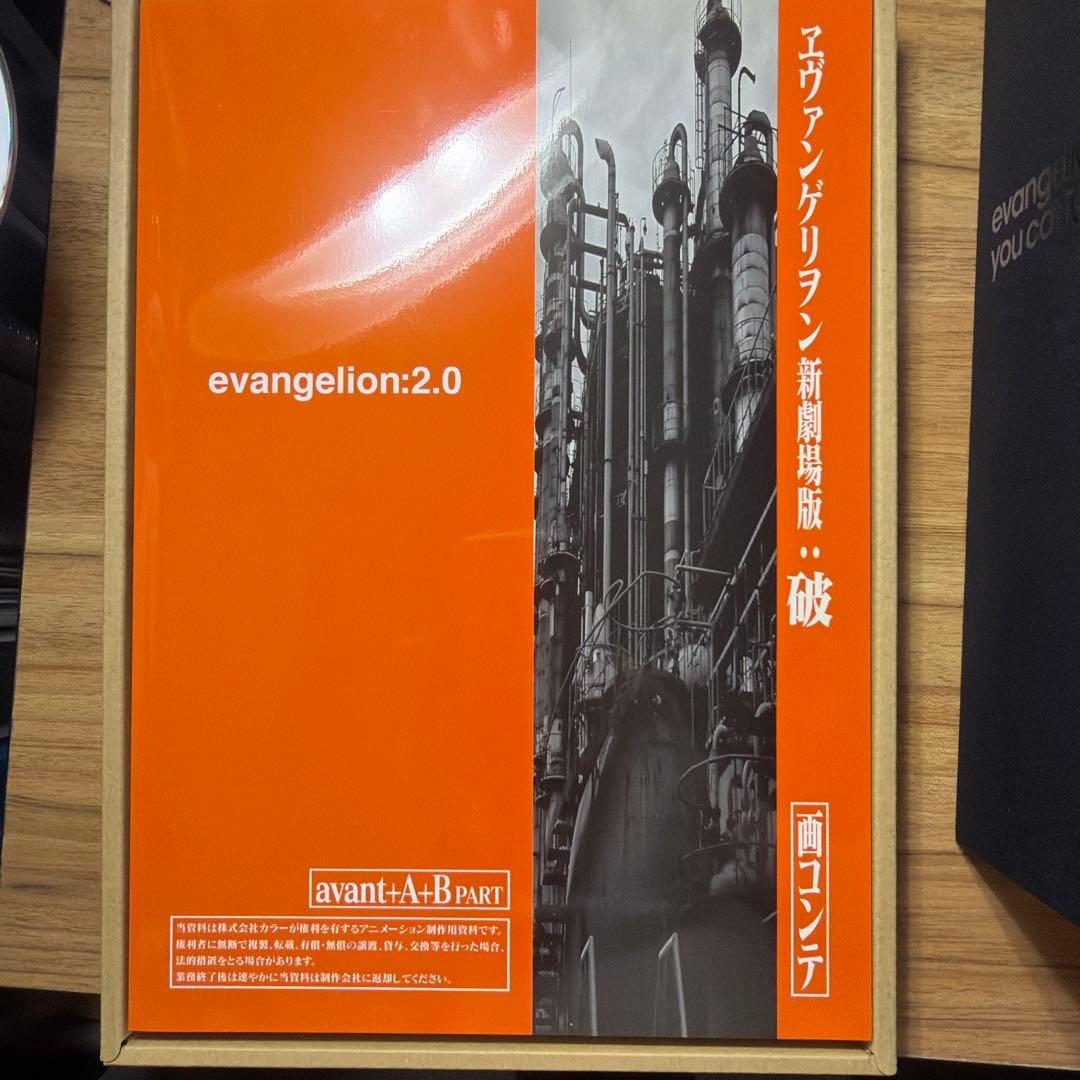 ヱヴァンゲリヲン新劇場版：破
画コンテ
evangelion:2.0
avant+A+B PART
当資料は株式会社カラーが権利を有するアニメーション制作用資料です。
権利者に無断で複製、転載、有償・無償の譲渡、貸与、交換等を行った場合、
法的措置をとる場合があります。
業務終了後は速やかに当資料は制作会社に返却してください。
you ca